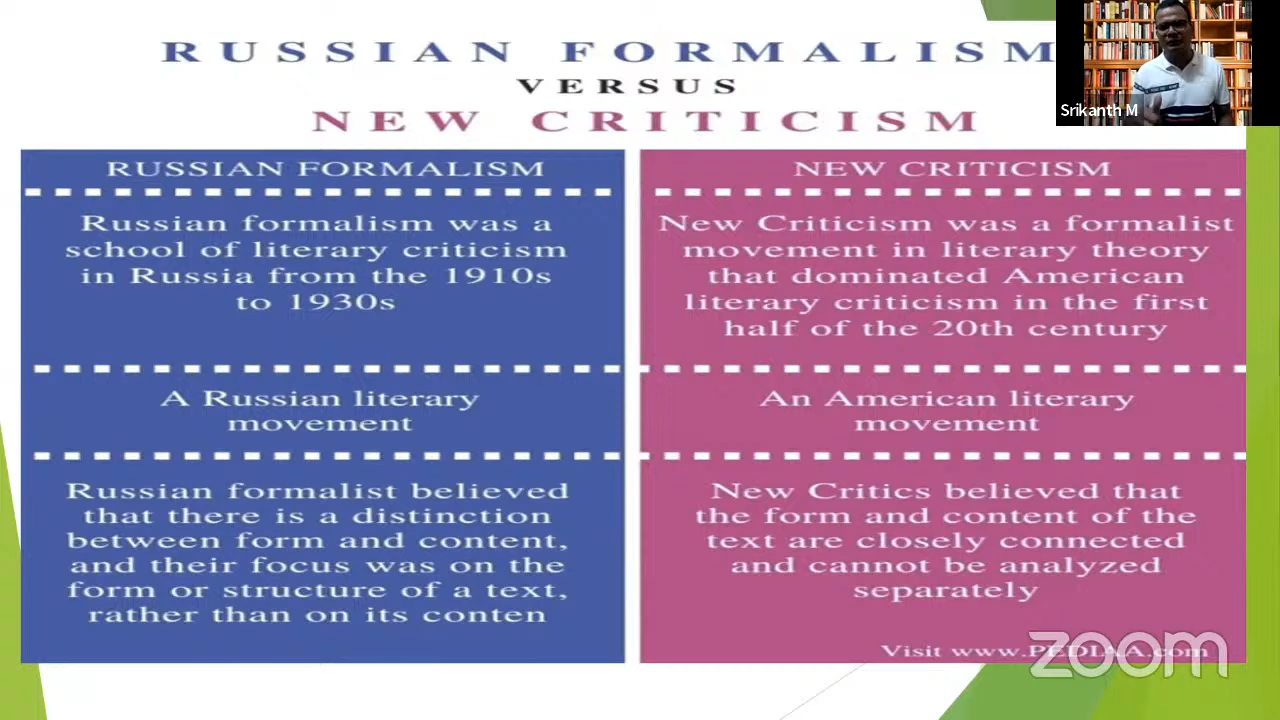 RUSSIAN FORMALISM
VERSUS
NEW CRITICISM
Srikanth M
RUSSIAN FORMALISM
Russian formalism was a
school of literary criticism
in Russia from the 1910s
to 1930s
A Russian literary
movement
Russian formalist believed
that there is a distinction
between form and content,
and their focus was on the
form or structure of a text,
rather than on its conten
NEW CRITICISM
New Criticism was a formalist
movement in literary theory
that dominated American
literary criticism in the first
half of the 20th century
An American literary
movement
New Critics believed that
the form and content of the
text are closely connected
and cannot be analyzed
separately
Visit www.PEDIAA.com
zoom